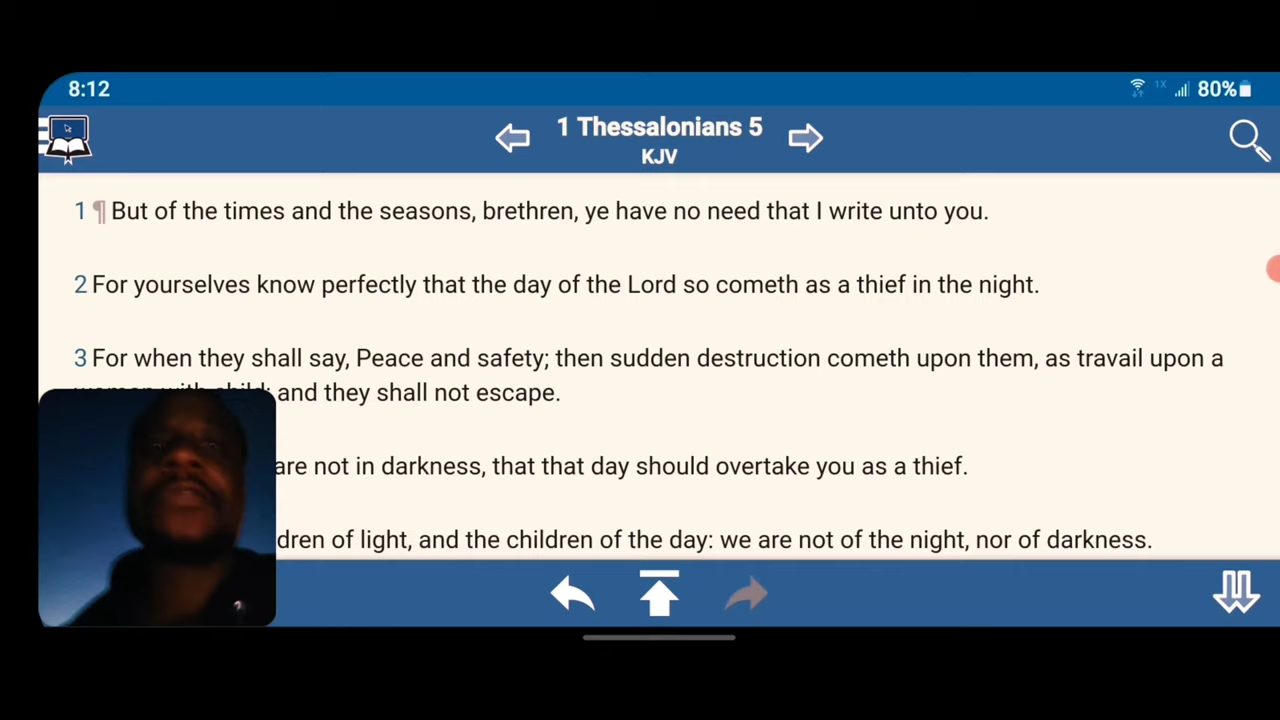 8:12
1X
80%
1 Thessalonians 5
KJV
1 ¶ But of the times and the seasons, brethren, ye have no need that I write unto you.
2 For yourselves know perfectly that the day of the Lord so cometh as a thief in the night.
3 For when they shall say, Peace and safety; then sudden destruction cometh upon them, as travail upon a
woman with child; and they shall not escape.
are not in darkness, that that day should overtake you as a thief.
dren of light, and the children of the day: we are not of the night, nor of darkness.